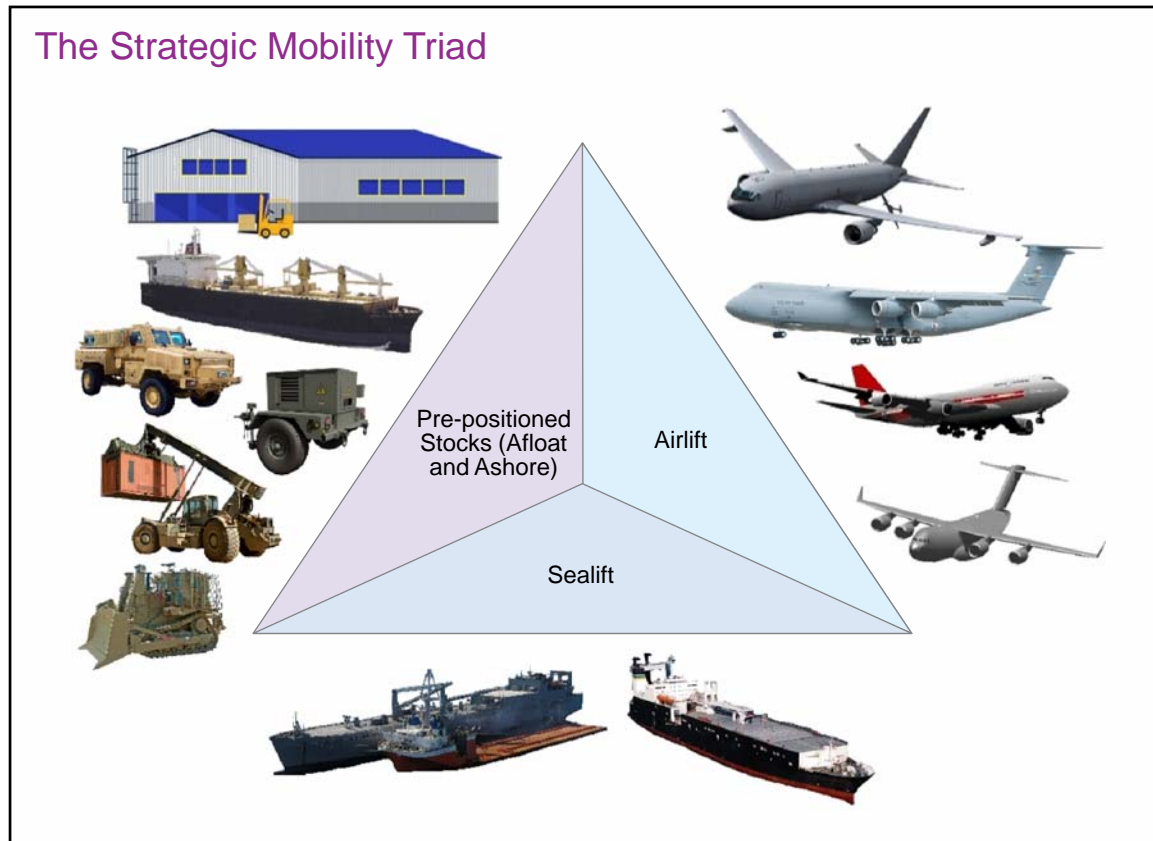 The Strategic Mobility Triad
Pre-positioned
Stocks (Afloat
and Ashore)
Airlift
Sealift